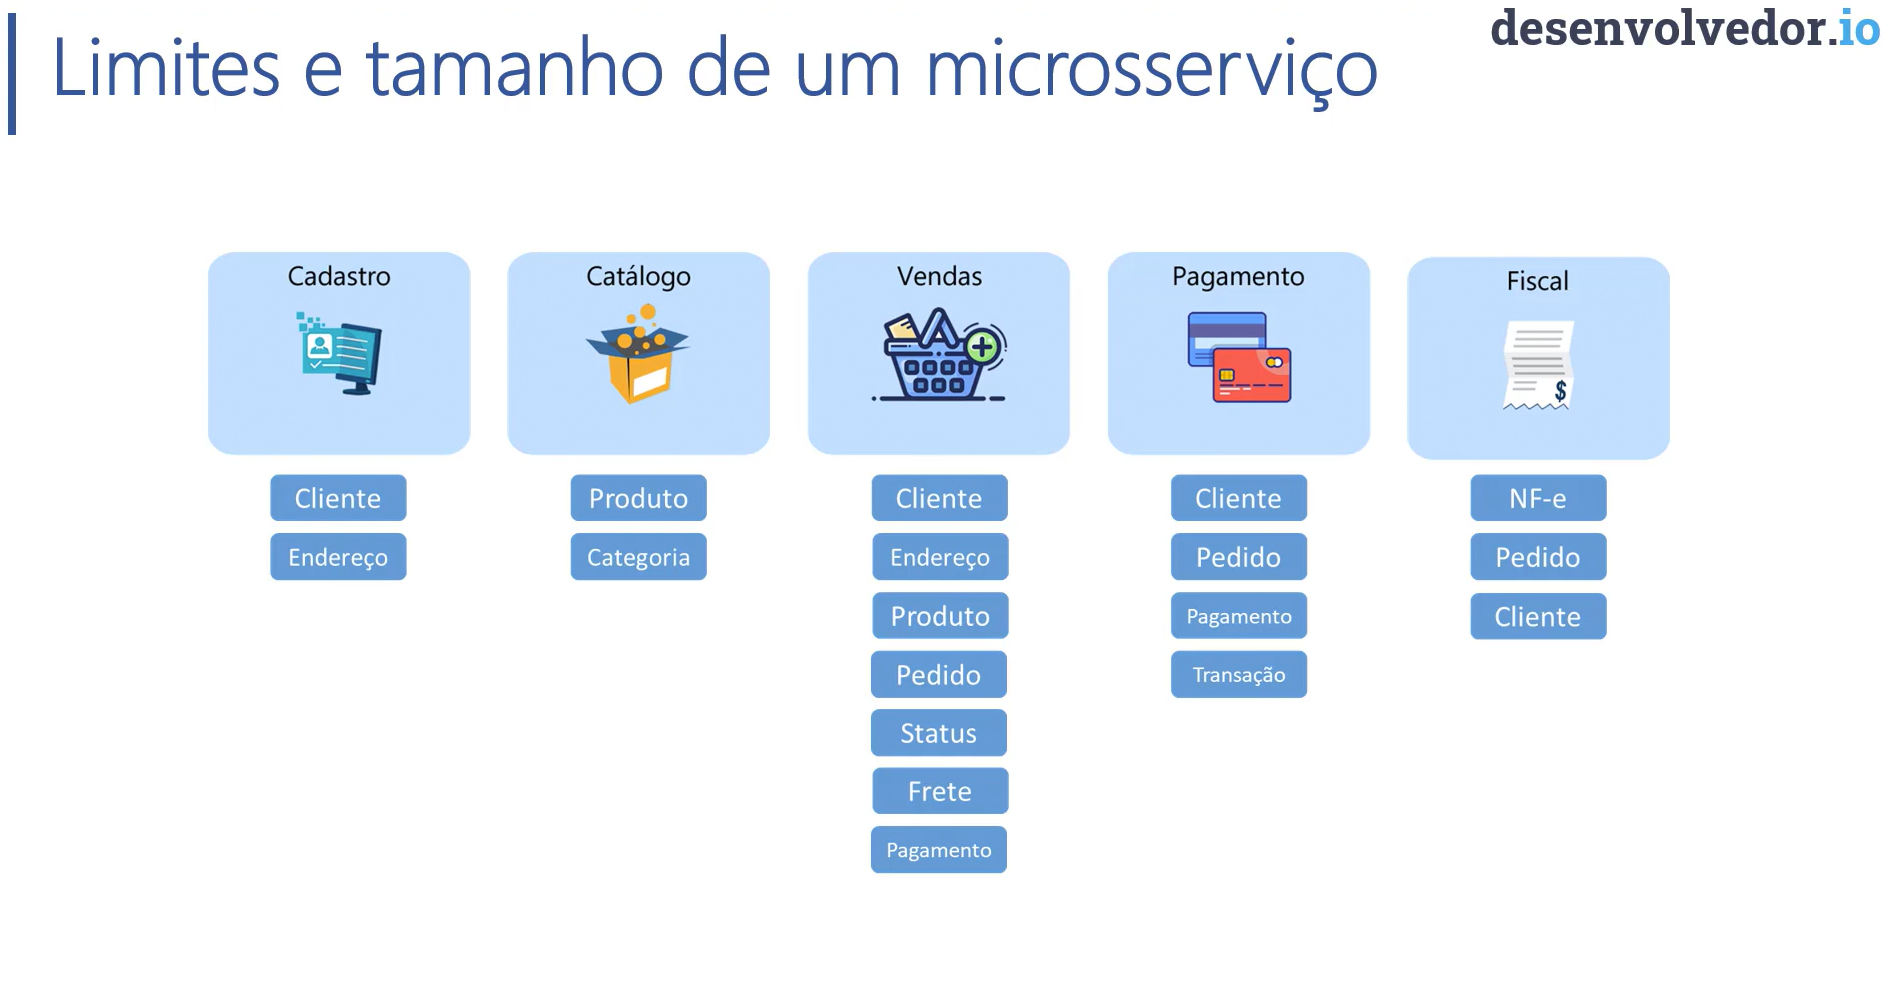 desenvolvedor.io
Limites e tamanho de um microsserviço
Cadastro
Cliente
Endereço
Catálogo
Produto
Categoria
Vendas
Cliente
Endereço
Produto
Pedido
Status
Frete
Pagamento
Pagamento
Cliente
Pedido
Pagamento
Transação
Fiscal
$
NF-e
Pedido
Cliente